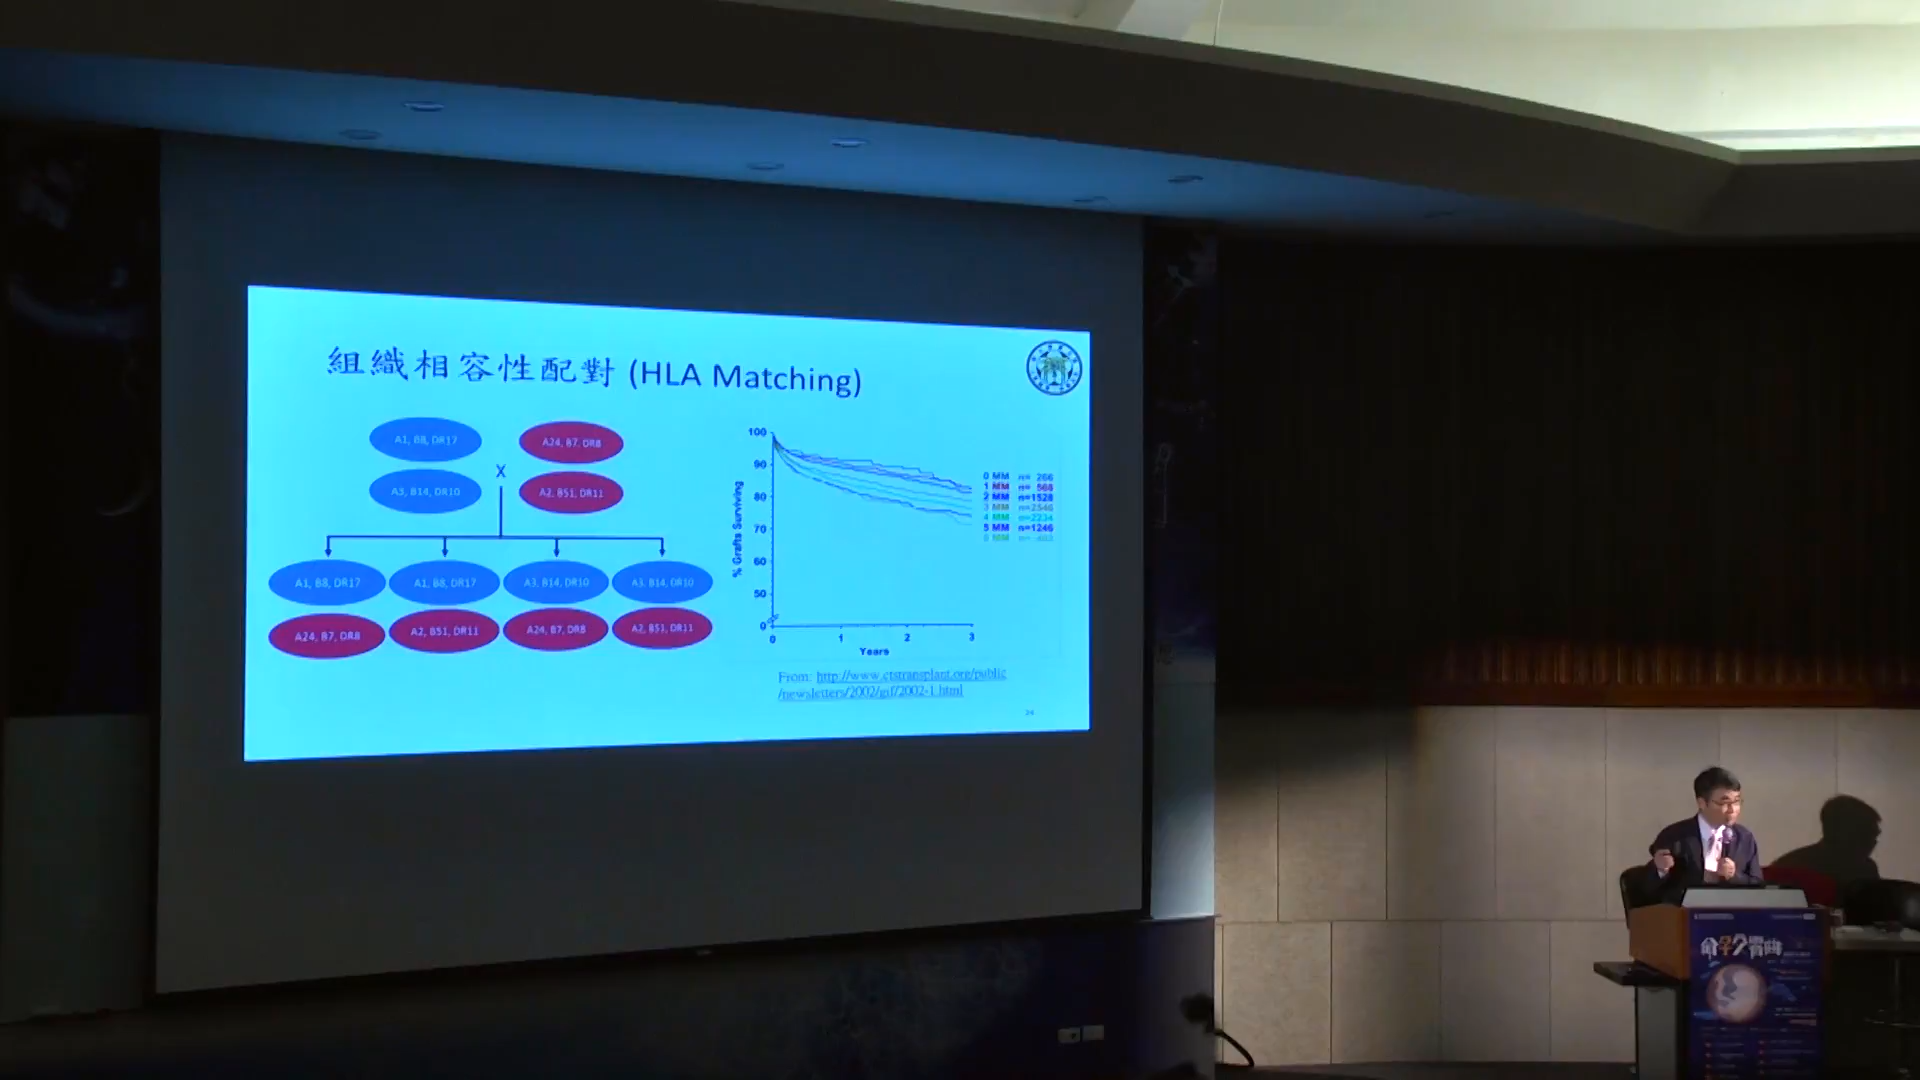 組織相容性配對 (HLA Matching)
A1, B8, DR17
A24, B7, DR8
X
A3, B14, DR10
A2, B51, DR11
A1, B8, DR17
A1, B8, DR17
A3, B14, DR10
A3, B14, DR10
A24, B7, DR8
A2, B51, DR11
A24, B7, DR8
A2, B51, DR11
% Grafts Surviving
100
90
80
70
60
50
0
0 1 2 3
Years
0 MM n= 266
1 MM n= 568
2 MM n=1528
3 MM n=2546
4 MM n=2234
5 MM n=1246
MM
From: http://www.ctstransplant.org/public
/newsletters/2002/gif/2002-1.html
24